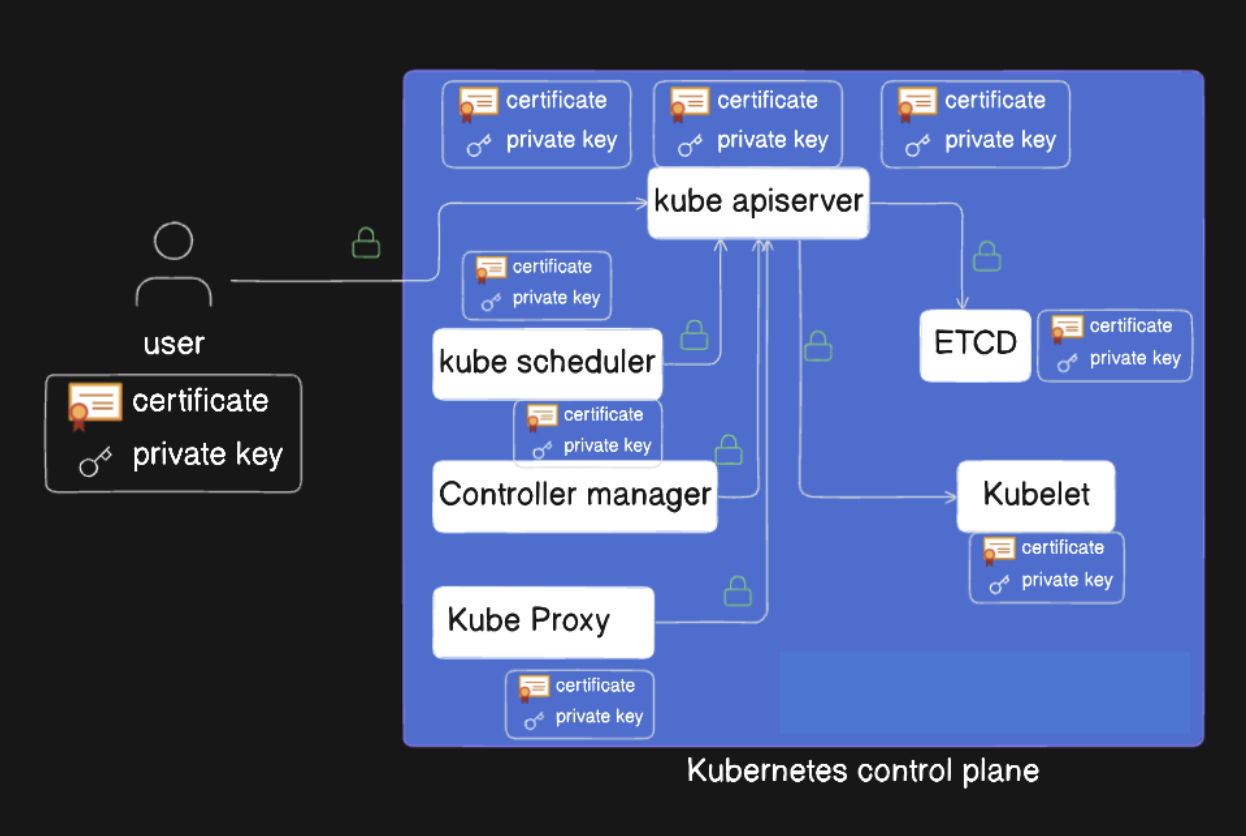 certificate
private key
certificate
private key
certificate
private key
kube apiserver
certificate
private key
user
certificate
private key
kube scheduler
certificate
private key
Controller manager
Kube Proxy
certificate
private key
ETCD
certificate
private key
Kubelet
certificate
private key
Kubernetes control plane